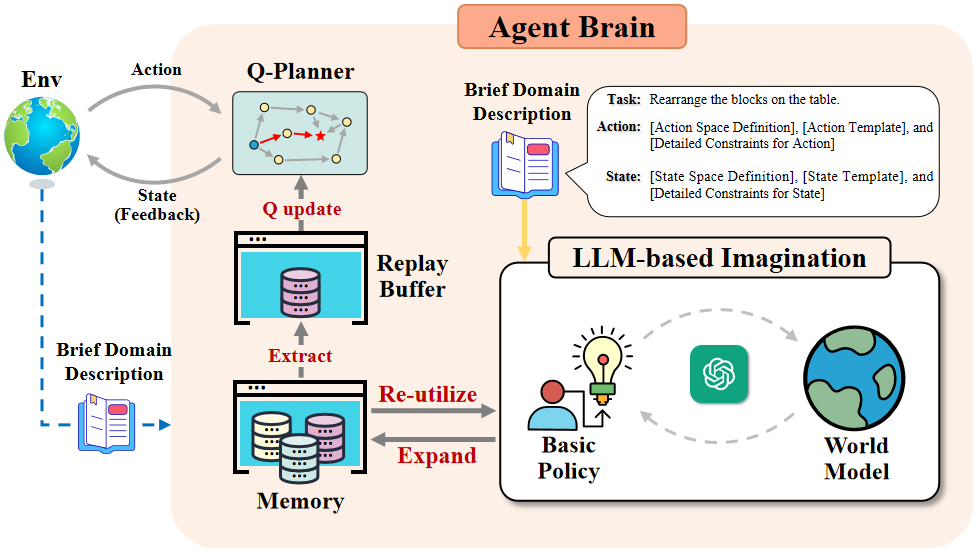 Agent Brain
Env
Action
Q-Planner
State
(Feedback)
Q update
Replay
Buffer
Extract
Brief Domain
Description
Memory
Re-utilize
Expand
Brief Domain
Description
Task: Rearrange the blocks on the table.
Action: [Action Space Definition], [Action Template], and
[Detailed Constraints for Action]
State: [State Space Definition], [State Template], and
[Detailed Constraints for State]
LLM-based Imagination
Basic
Policy
World
Model